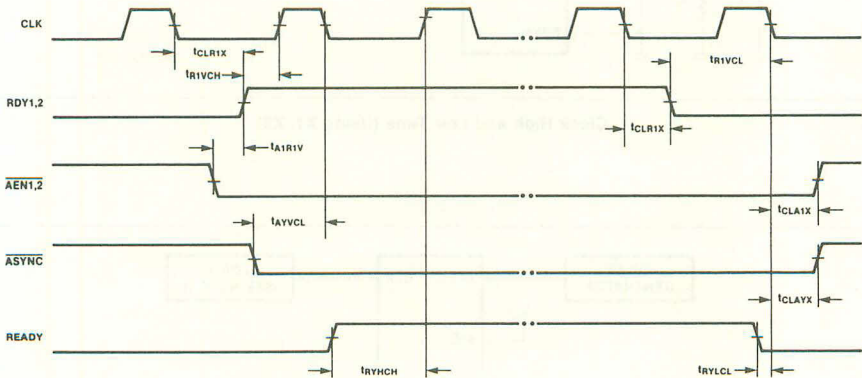 CLK
tCLR1X
tR1VCH
tR1VCL
RDY1,2
tCLR1X
tA1R1V
AEN1,2
tCLA1X
tAYVCL
ASYNC
tCLAYX
READY
tRYHCH
tRYLCL